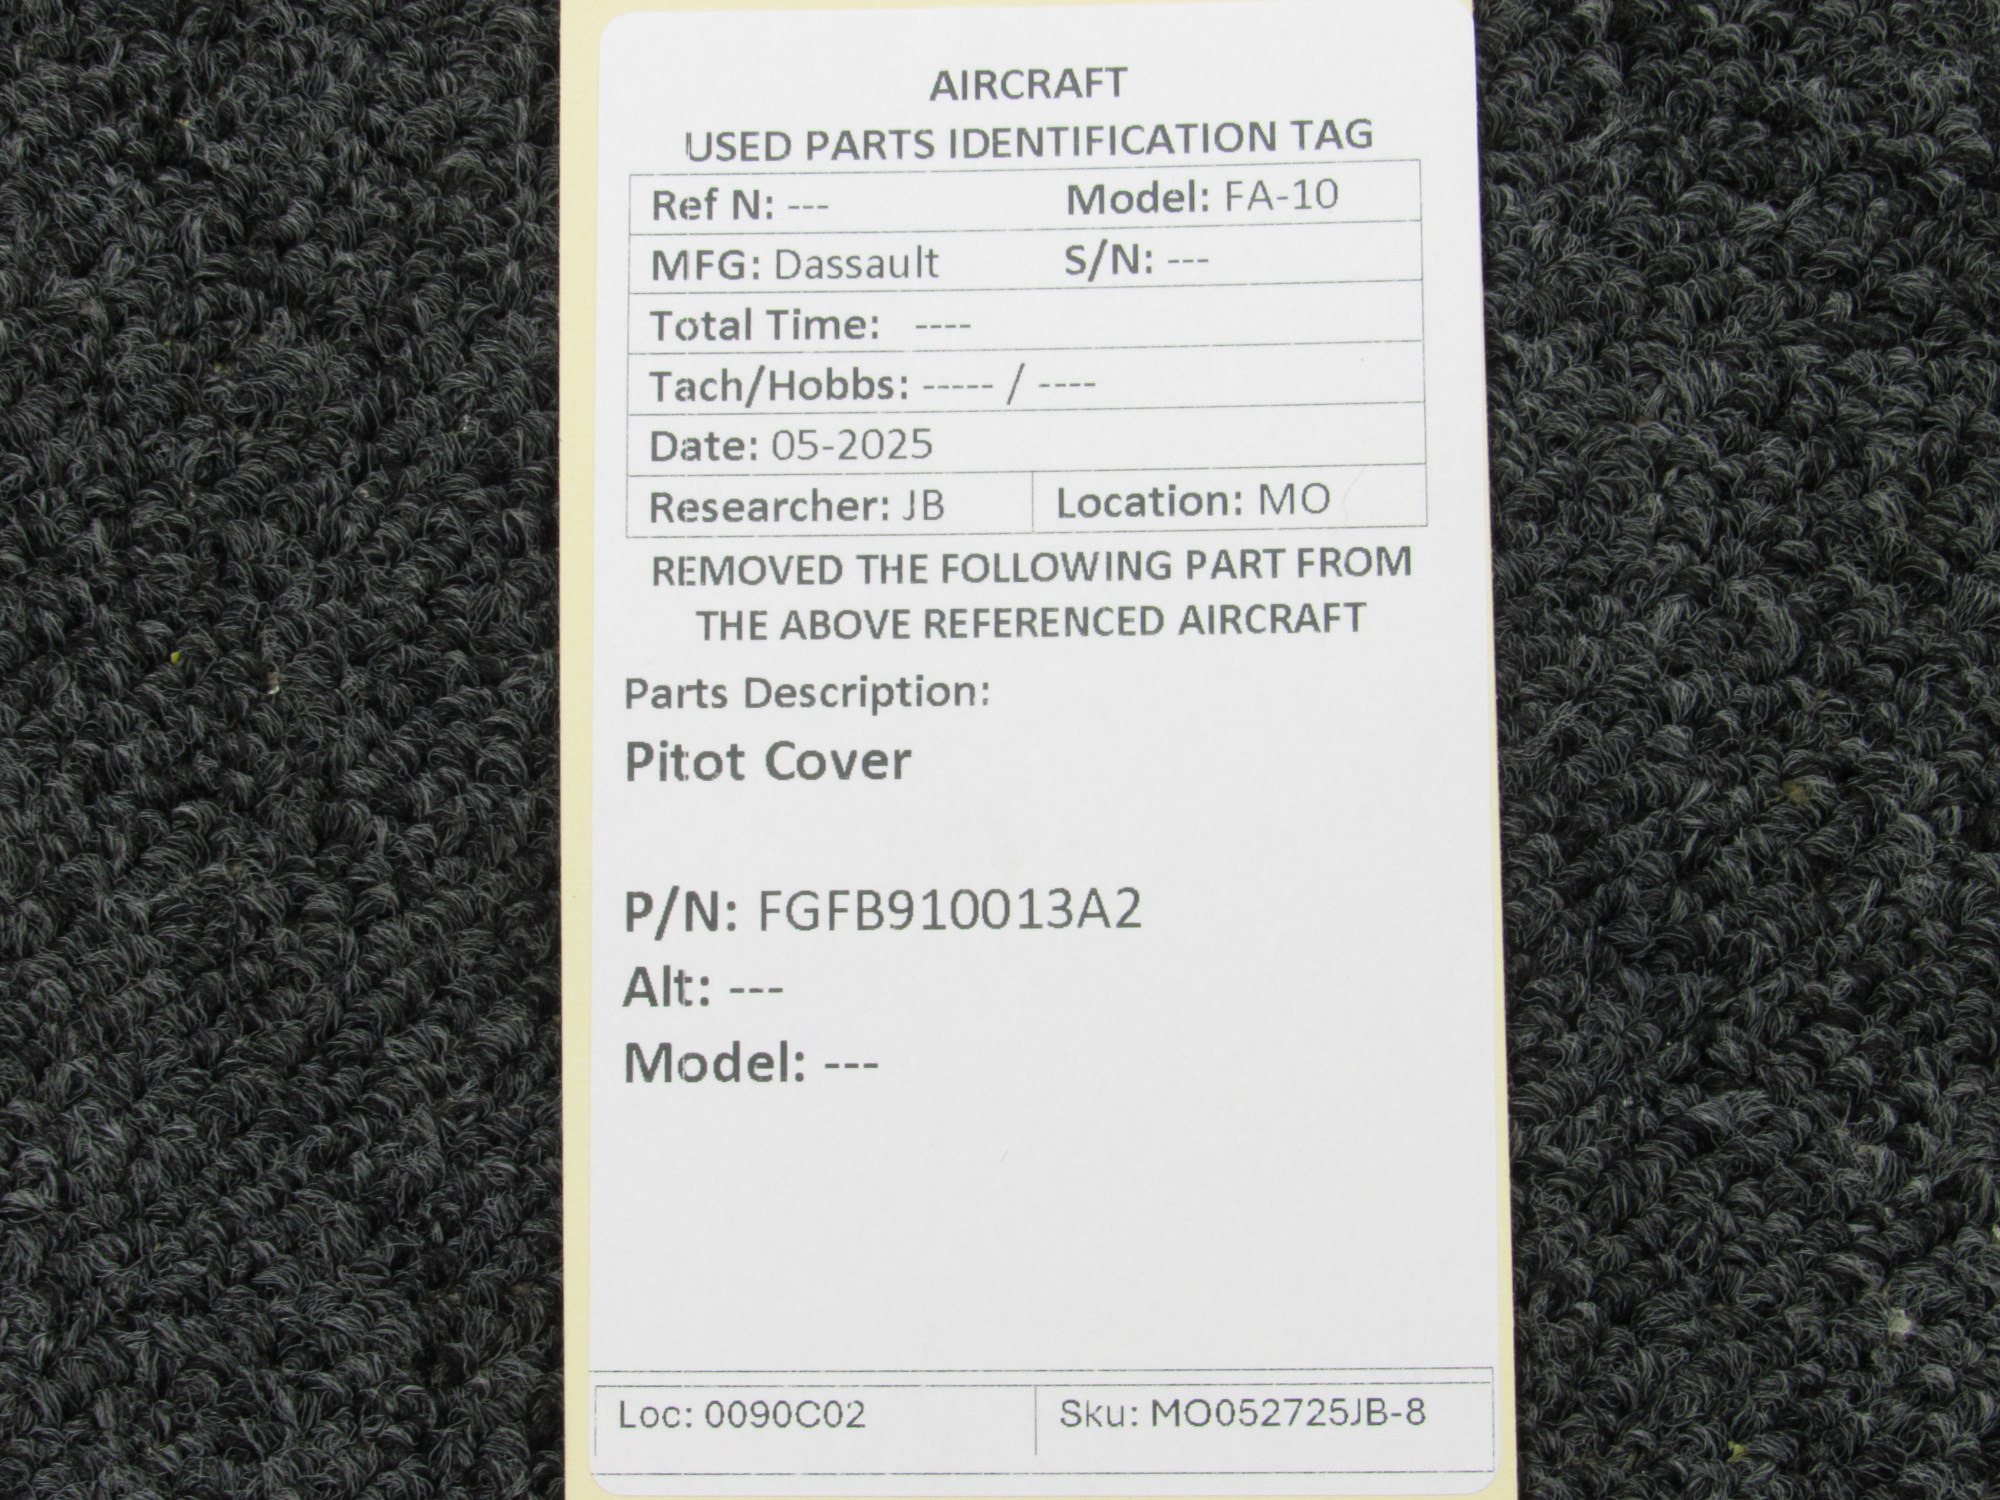 AIRCRAFT
USED PARTS IDENTIFICATION TAG
Ref N: --- Model: FA-10
MFG: Dassault S/N: ---
Total Time: ----
Tach/Hobbs: ----- / ----
Date: 05-2025
Researcher: JB Location: MO
REMOVED THE FOLLOWING PART FROM
THE ABOVE REFERENCED AIRCRAFT
Parts Description:
Pitot Cover
P/N: FGFB910013A2
Alt: ---
Model: ---
Loc: 0090C02 Sku: MO052725JB-8